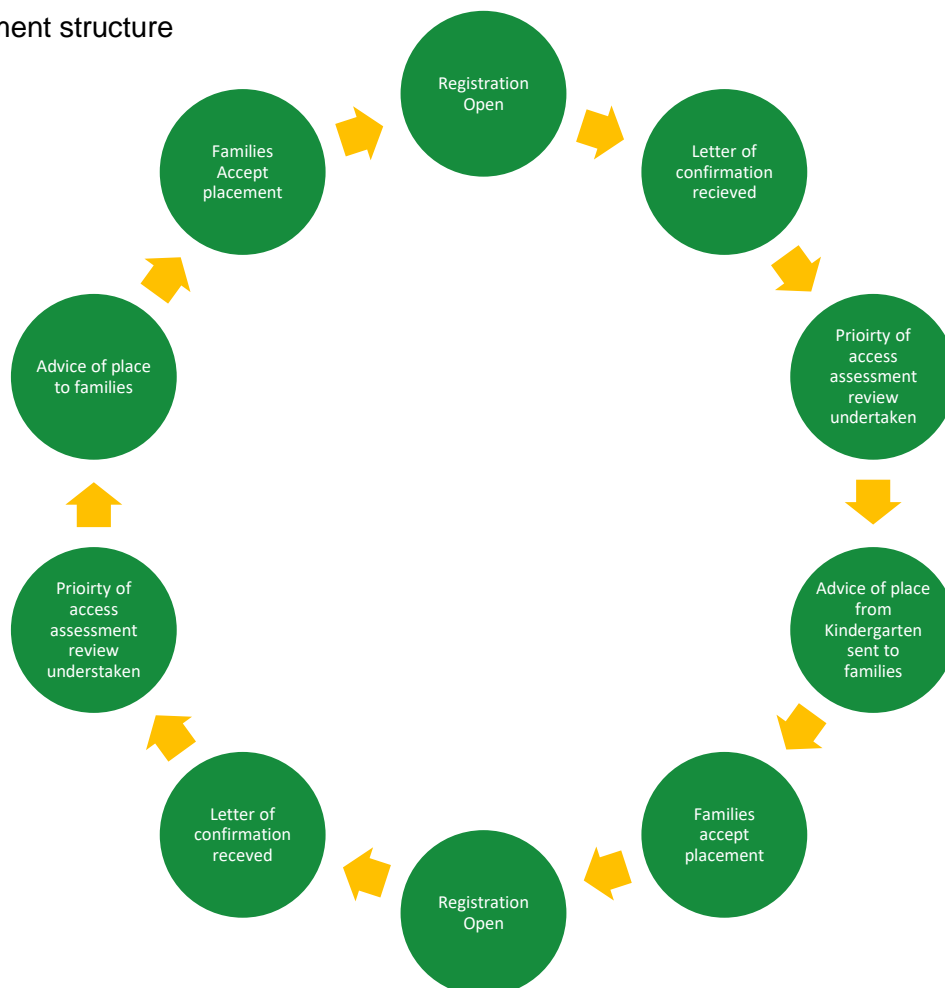 ment structure
Registration
Open
Letter of
confirmation
recieved
Prioirty of
access
assessment
review
undertaken
Advice of place
from
Kindergarten
sent to
families
Families
accept
placement
Registration
Open
Letter of
confirmation
receved
Prioirty of
access
assessment
review
understaken
Advice of place
to families
Families
Accept
placement